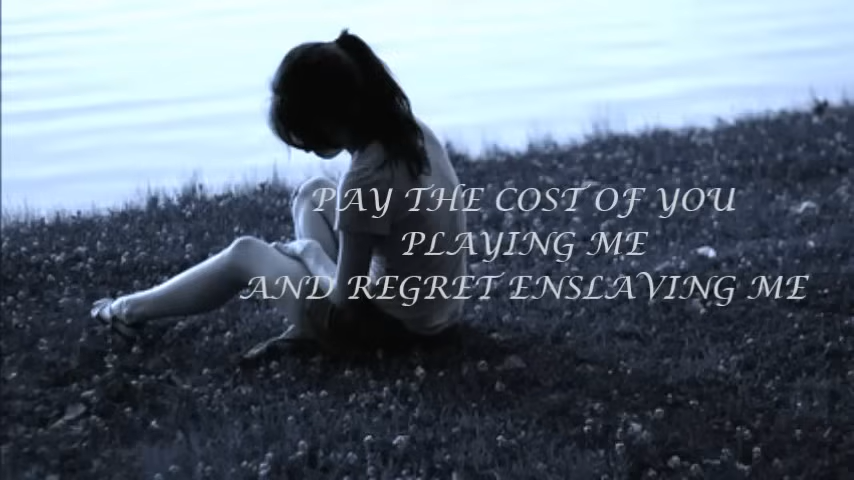 PAY THE COST OF YOU
PLAYING ME
AND REGRET ENSLAVING ME